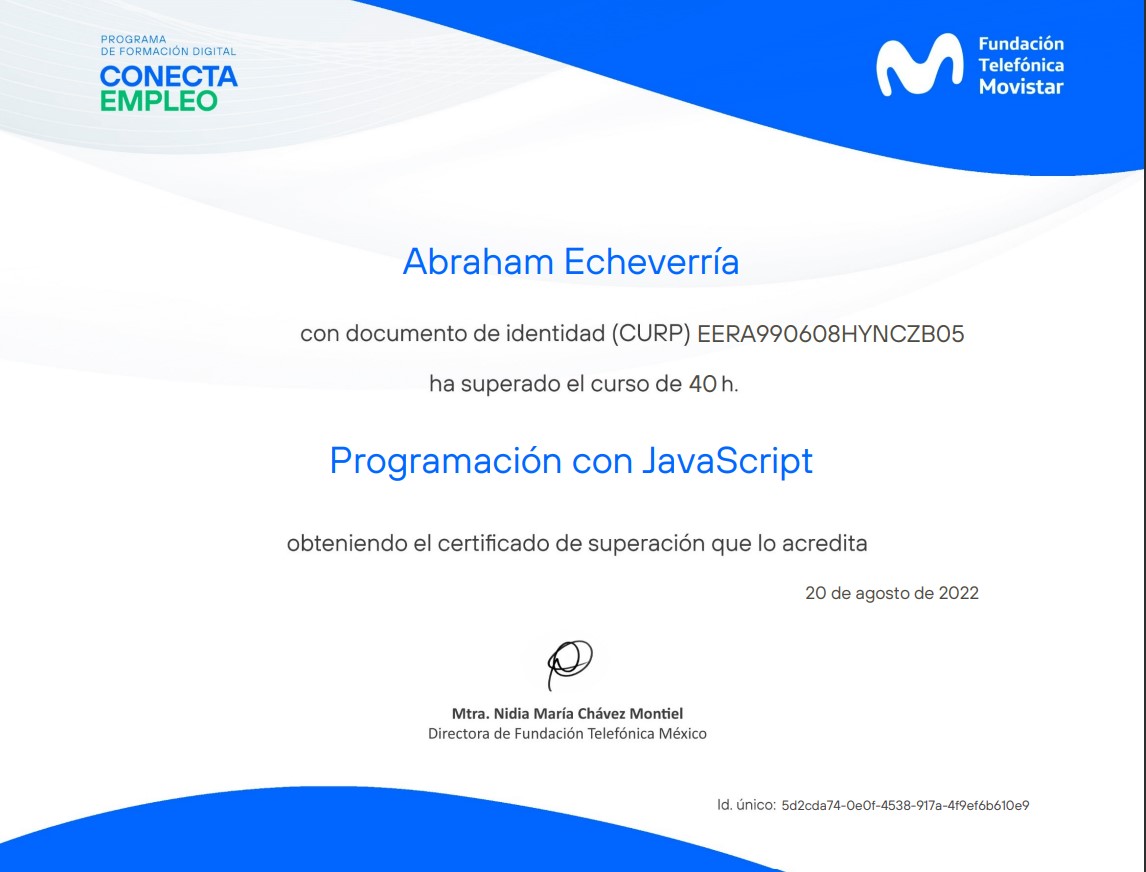 PROGRAMA
DE FORMACIÓN DIGITAL
CONECTA
EMPLEO
Fundación
Telefónica
Movistar
Abraham Echeverría
con documento de identidad (CURP) EERA990608HYNCZB05
ha superado el curso de 40 h.
Programación con JavaScript
obteniendo el certificado de superación que lo acredita
20 de agosto de 2022
Mtra. Nidia María Chávez Montiel
Directora de Fundación Telefónica México
Id. único: 5d2cda74-0e0f-4538-917a-4f9ef6b610e9